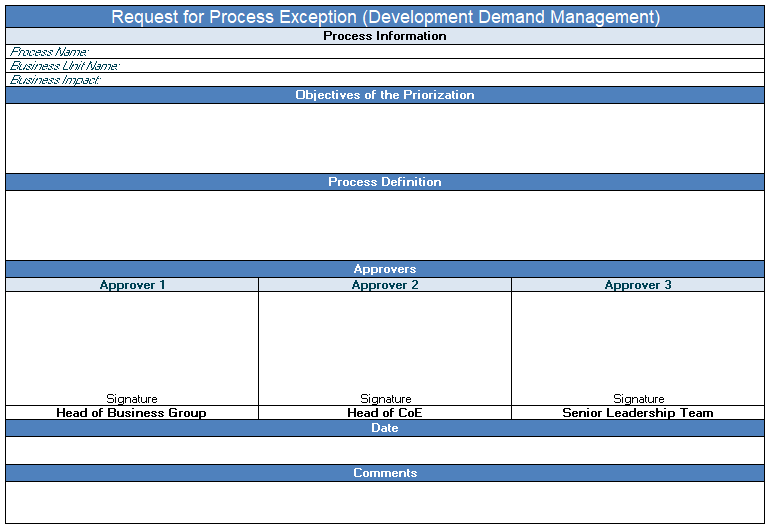 Request for Process Exception (Development Demand Management)
Process Information
Process Name:
Business Unit Name:
Business Impact:
Objectives of the Priorization
Process Definition
Approvers
Approver 1 Approver 2 Approver 3
Signature Signature Signature
Head of Business Group Head of CoE Senior Leadership Team
Date
Comments